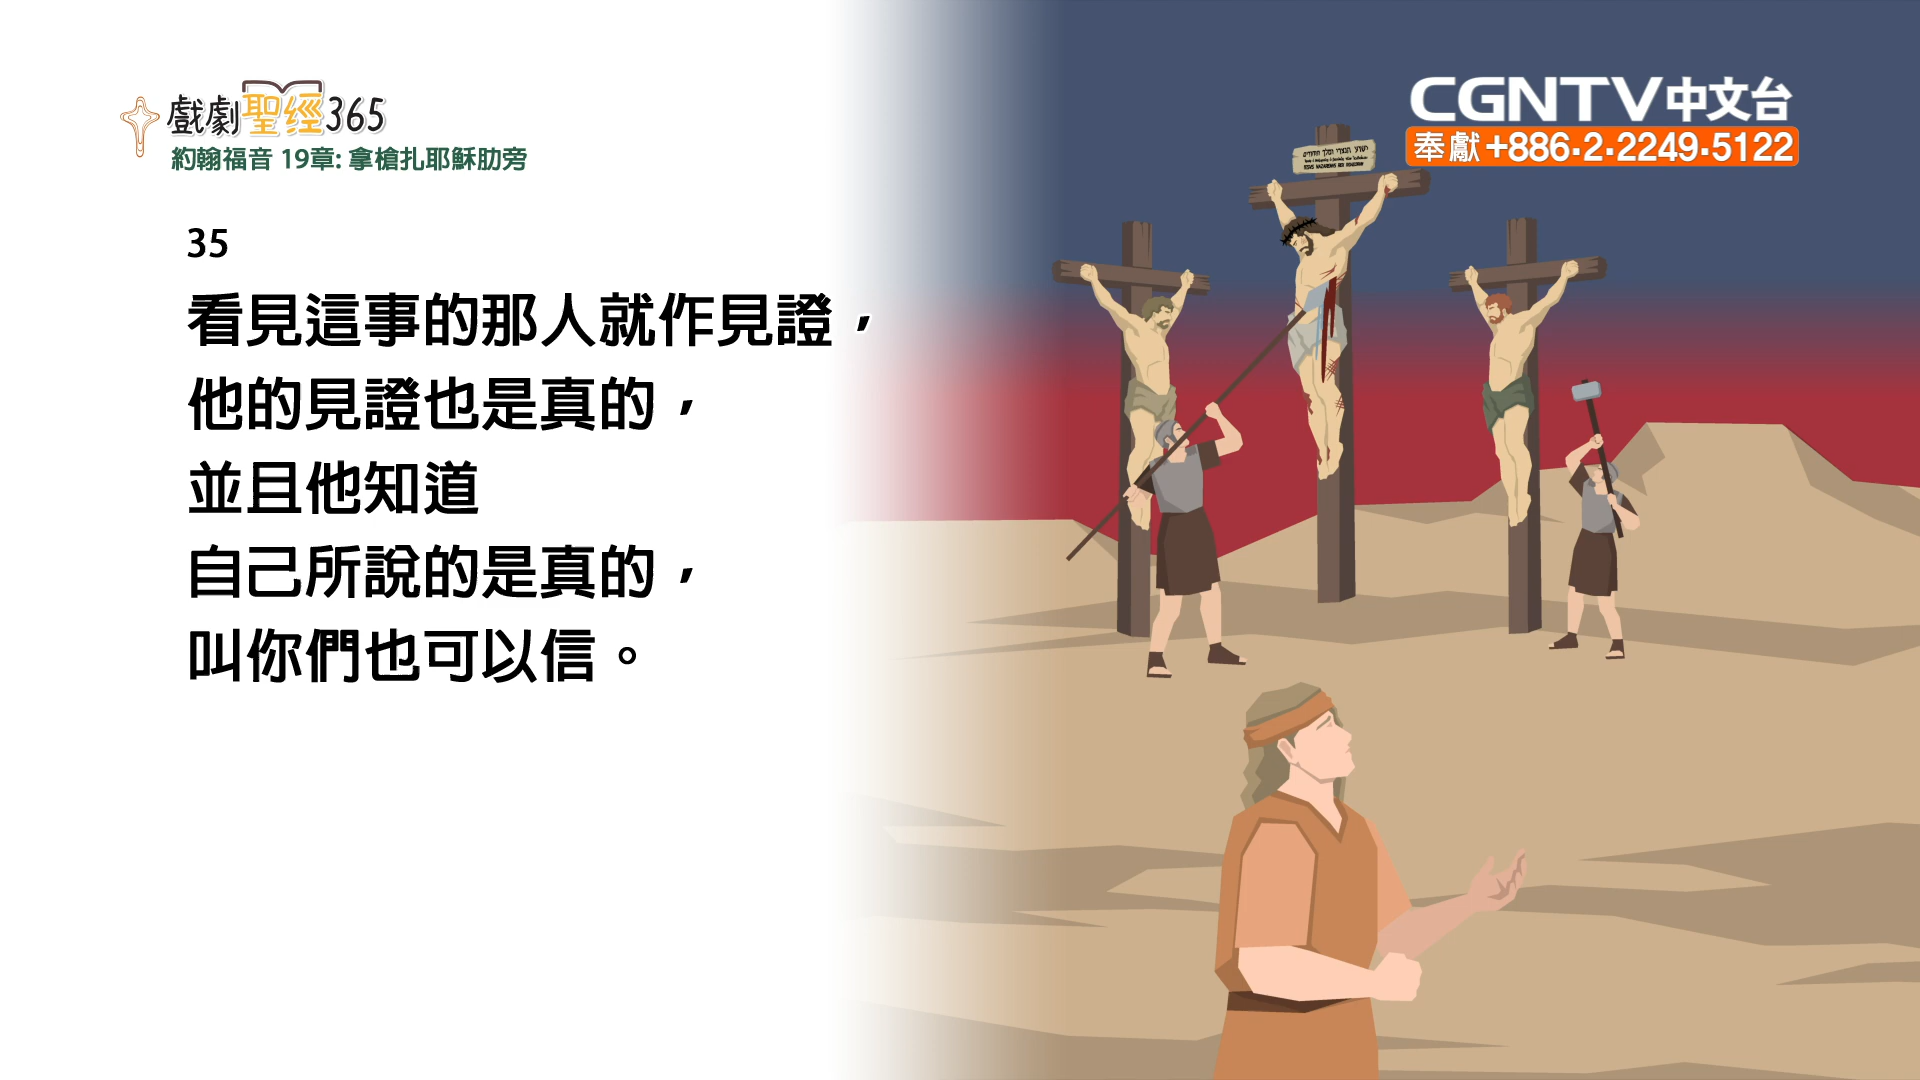 戲劇聖經365
約翰福音 19章: 拿槍扎耶穌肋旁
CGNTV中文台
奉獻 +886·2·2249·5122
35
看見這事的那人就作見證，
他的見證也是真的，
並且他知道
自己所說的是真的，
叫你們也可以信。